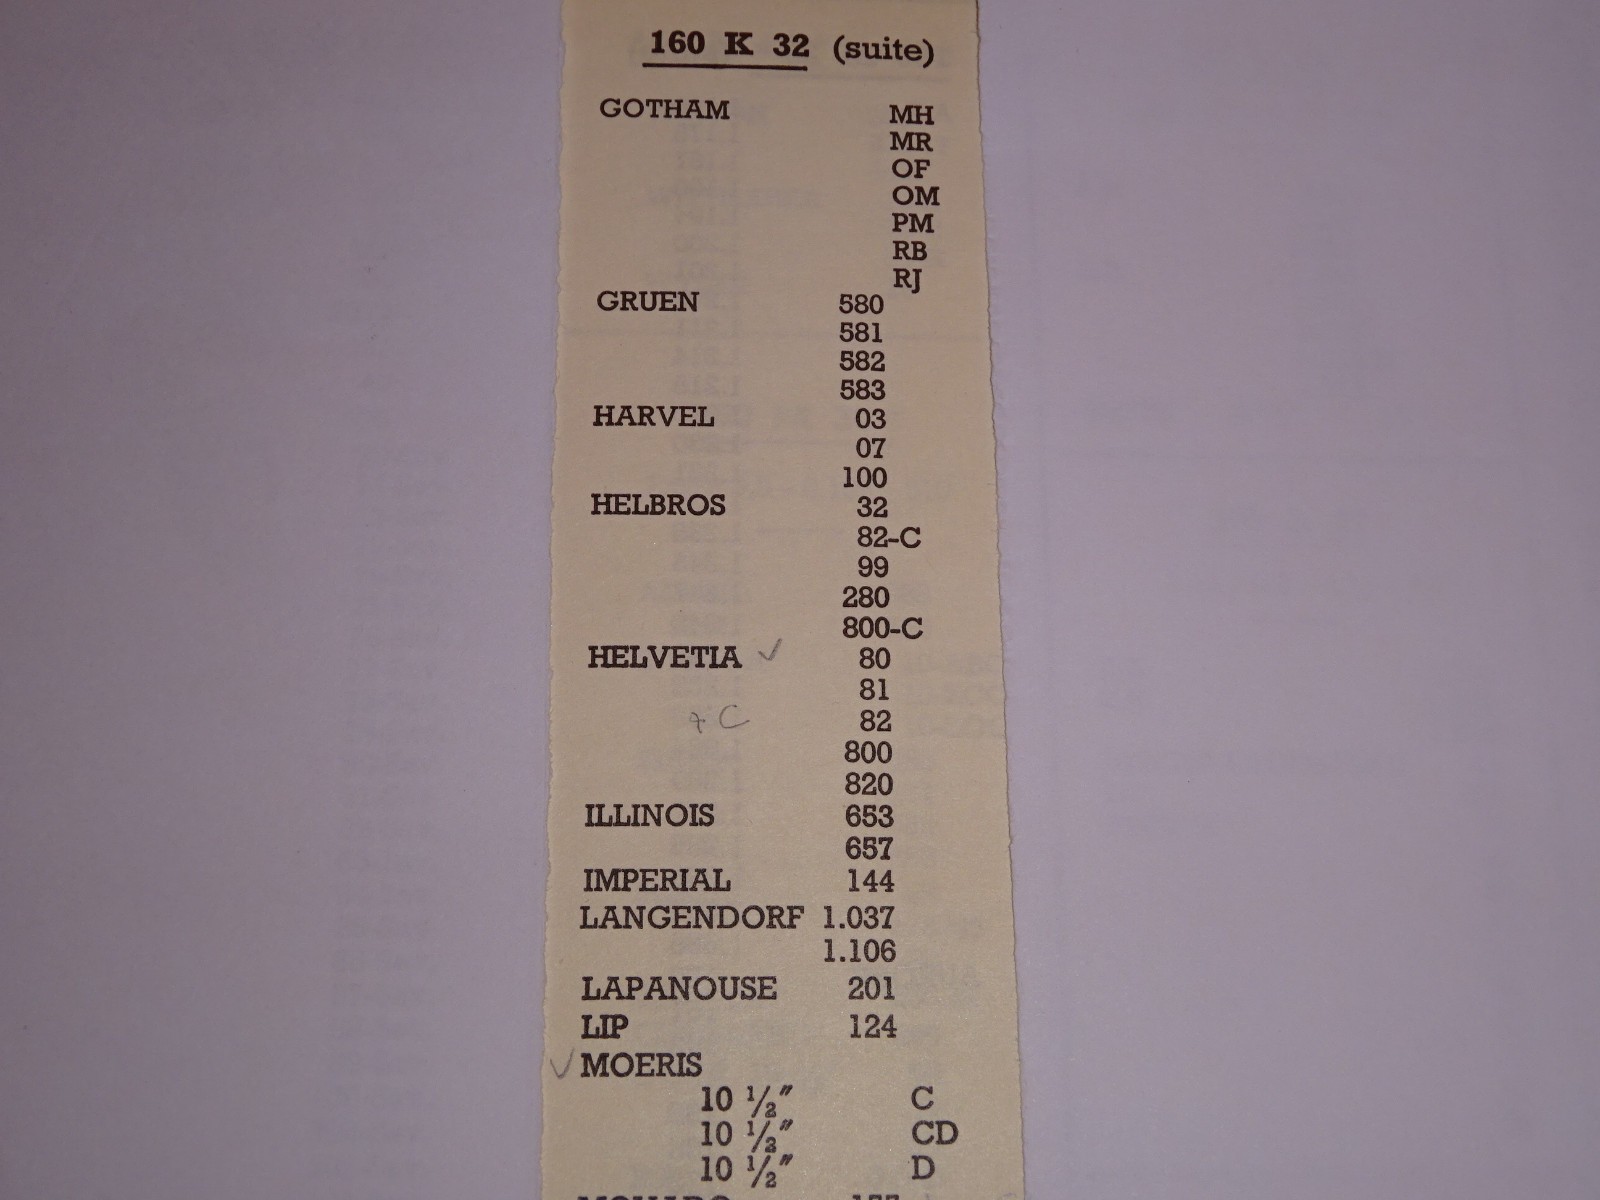 160 K 32 (suite)
GOTHAM MH
MR
OF
OM
PM
RB
RJ
GRUEN 580
581
582
583
HARVEL 03
07
100
HELBROS 32
82-C
99
280
800-C
HELVETIA ✓ 80
81
+ C 82
800
820
ILLINOIS 653
657
IMPERIAL 144
LANGENDORF 1.037
1.106
LAPANOUSE 201
LIP 124
✓ MOERIS
10 ½″ C
10 ½″ CD
10 ½″ D